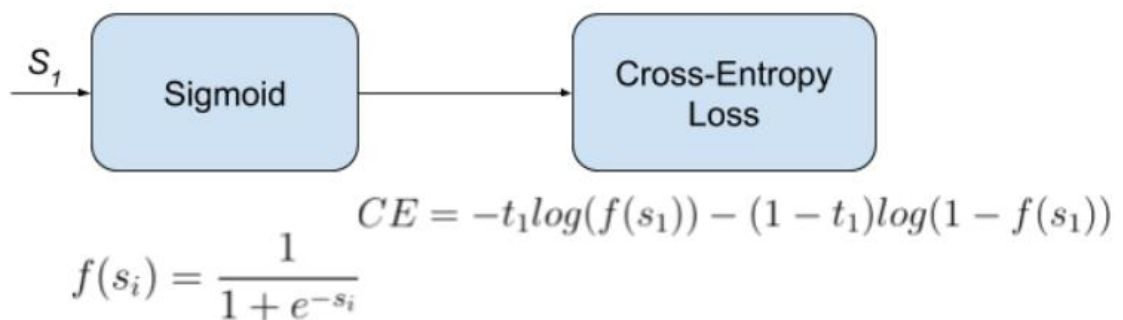 S₁
Sigmoid
Cross-Entropy
Loss
CE = −t₁log(f(s₁)) − (1 − t₁)log(1 − f(s₁))
f(sᵢ) = 1 / (1 + e^{−sᵢ})